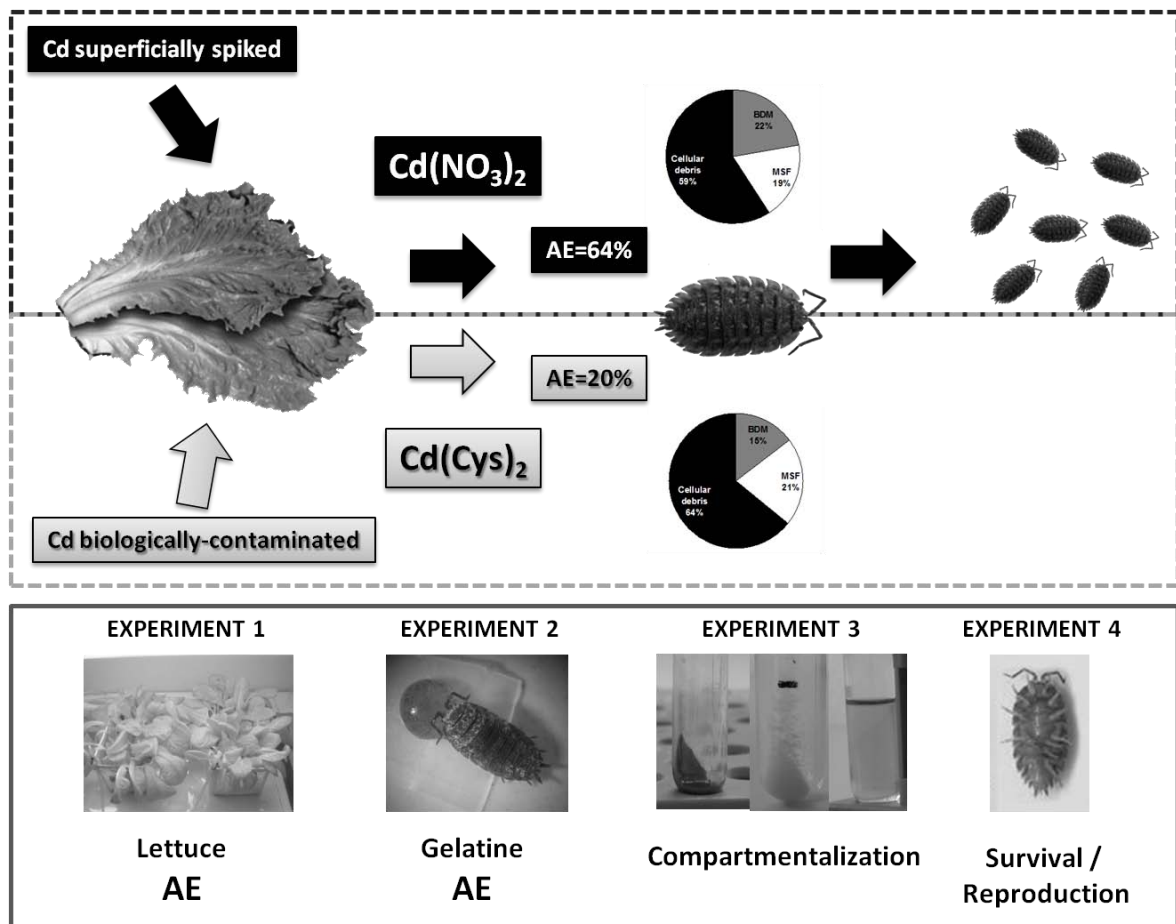 Cd superficially spiked
Cd(NO₃)₂
BDM
22%
Cellular
debris
59%
MSF
19%
AE=64%
AE=20%
Cd(Cys)₂
BDM
15%
MSF
21%
Cellular
debris
64%
Cd biologically-contaminated
EXPERIMENT 1
EXPERIMENT 2
EXPERIMENT 3
EXPERIMENT 4
Lettuce
AE
Gelatine
AE
Compartmentalization
Survival /
Reproduction